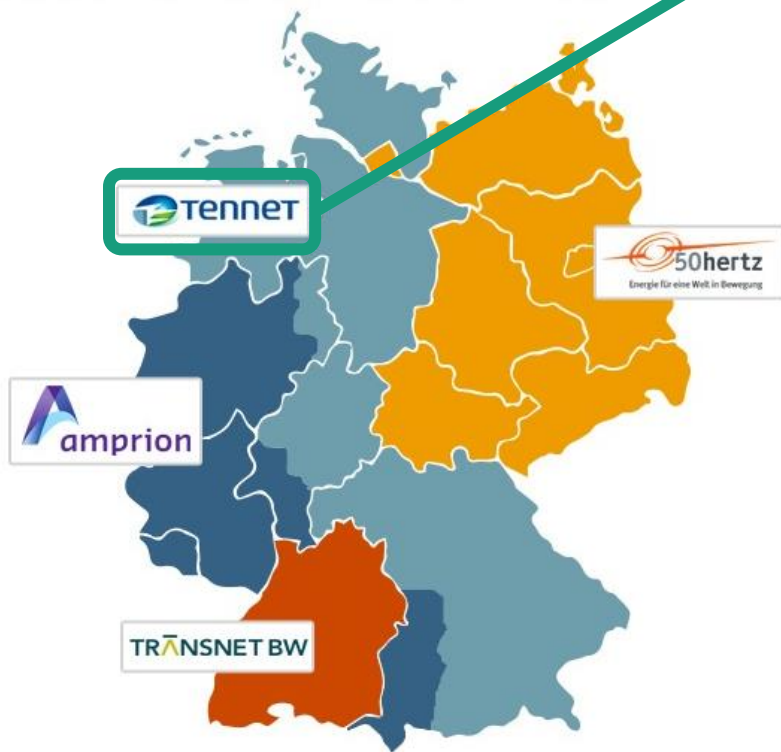 TenneT
50hertz
Energie für eine Welt in Bewegung
amprion
TRANSNET BW